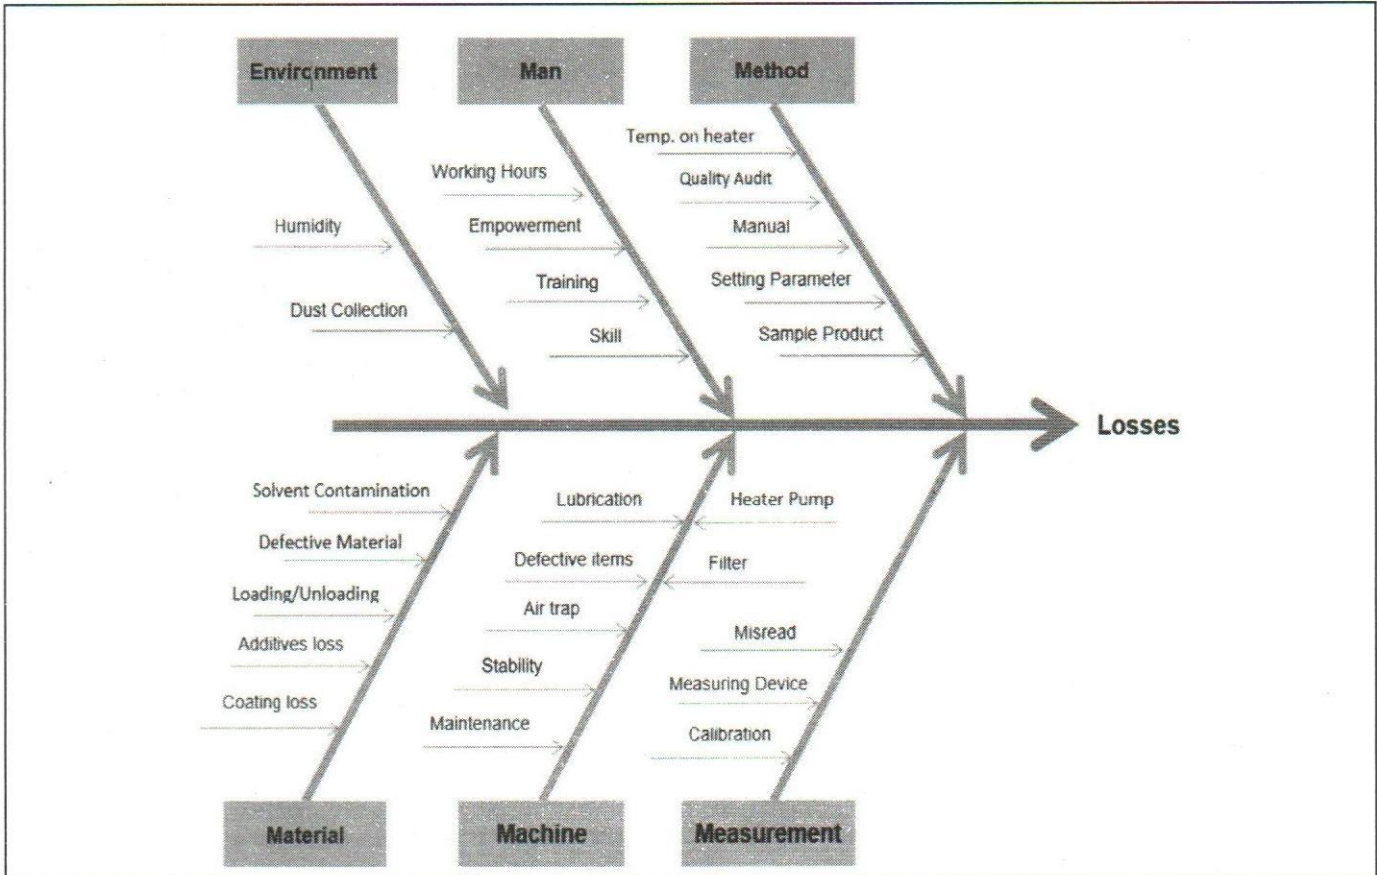 Environment
Man
Method
Temp. on heater
Working Hours
Quality Audit
Humidity
Empowerment
Manual
Training
Setting Parameter
Dust Collection
Skill
Sample Product
Losses
Solvent Contamination
Lubrication
Heater Pump
Defective Material
Defective items
Filter
Loading/Unloading
Air trap
Misread
Additives loss
Stability
Measuring Device
Coating loss
Maintenance
Calibration
Material
Machine
Measurement